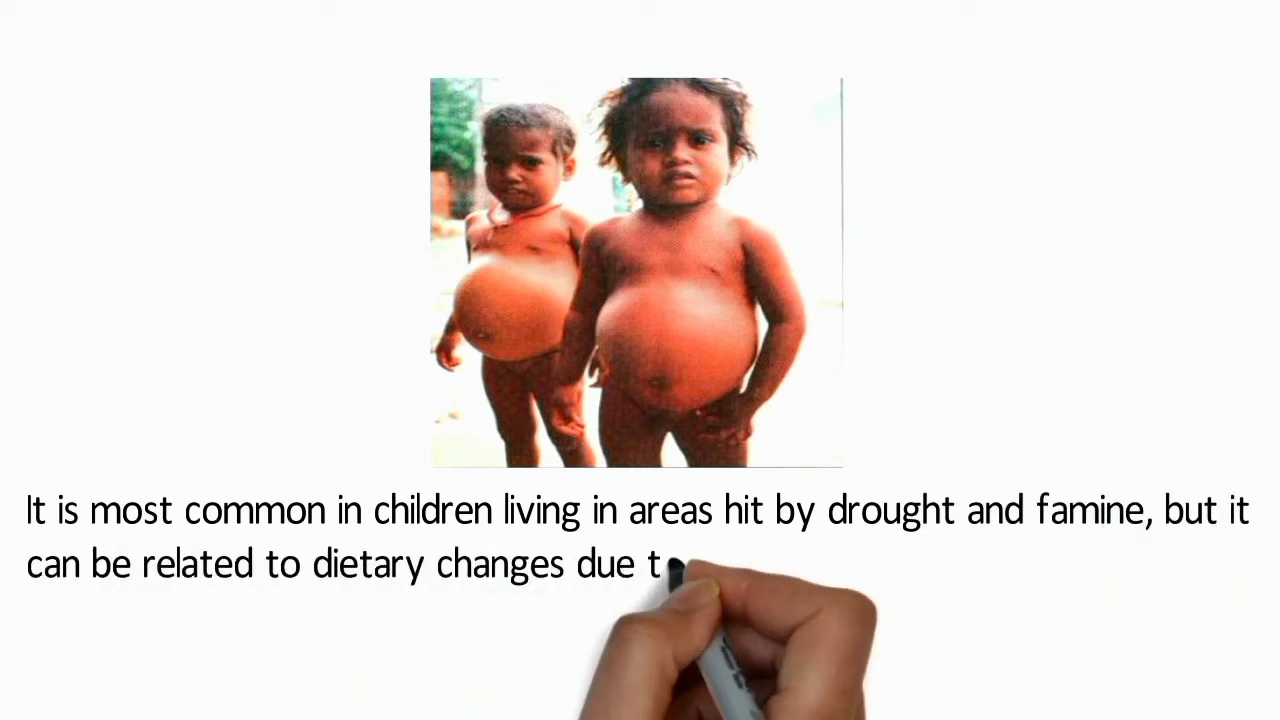 It is most common in children living in areas hit by drought and famine, but it
can be related to dietary changes due t